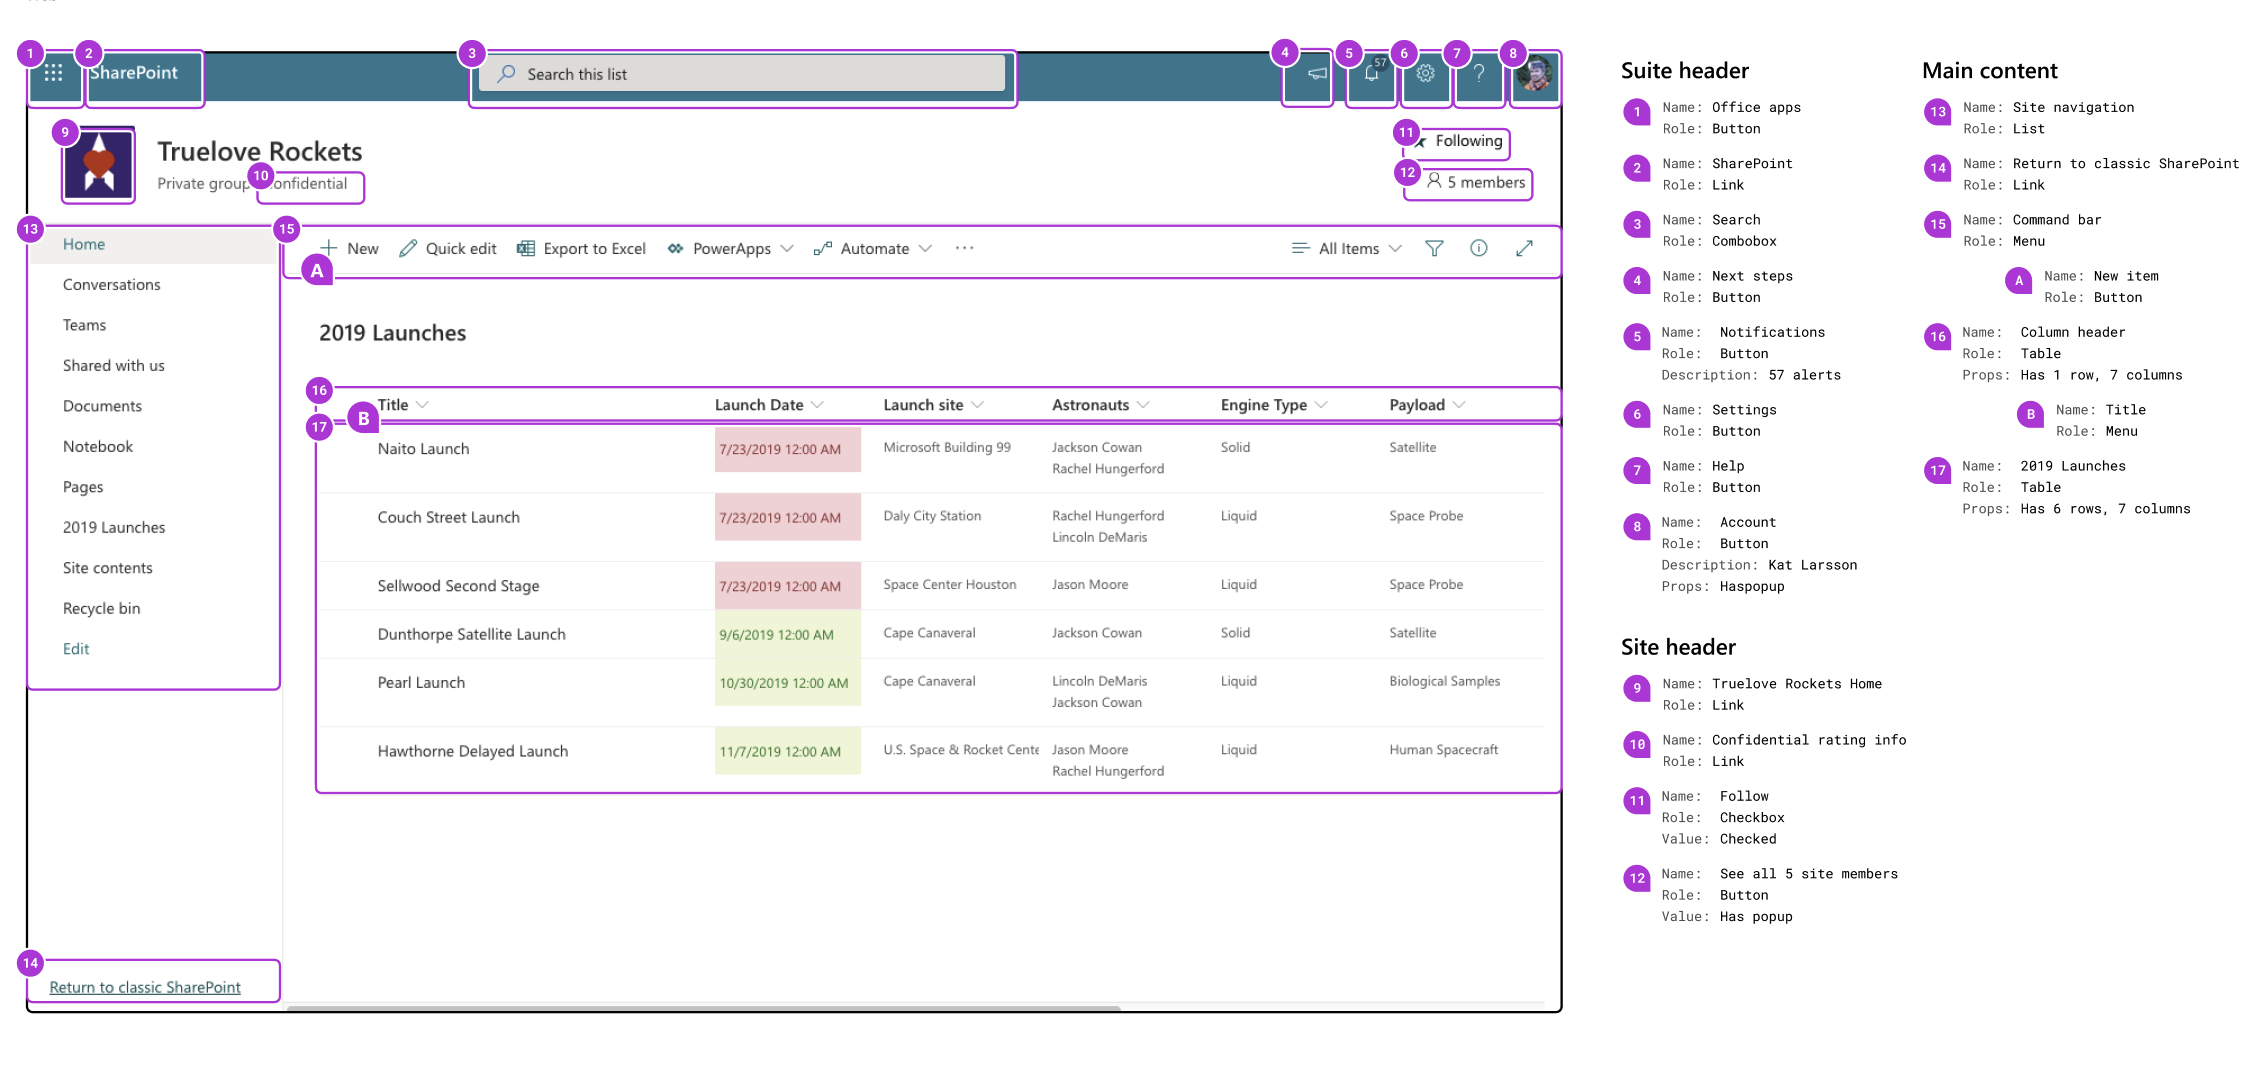 1
2
SharePoint
3
Search this list
4
5
57
6
7
8
9
Truelove Rockets
10
Private group
onfidential
11
Following
12
5 members
13
Home
Conversations
Teams
Shared with us
Documents
Notebook
Pages
2019 Launches
Site contents
Recycle bin
Edit
14
Return to classic SharePoint
15
New
Quick edit
Export to Excel
PowerApps
Automate
···
All Items
A
2019 Launches
16
Title
Launch Date
Launch site
Astronauts
Engine Type
Payload
B
17
Naito Launch
7/23/2019 12:00 AM
Microsoft Building 99
Jackson Cowan
Rachel Hungerford
Solid
Satellite
Couch Street Launch
7/23/2019 12:00 AM
Daly City Station
Rachel Hungerford
Lincoln DeMaris
Liquid
Space Probe
Sellwood Second Stage
7/23/2019 12:00 AM
Space Center Houston
Jason Moore
Liquid
Space Probe
Dunthorpe Satellite Launch
9/6/2019 12:00 AM
Cape Canaveral
Jackson Cowan
Solid
Satellite
Pearl Launch
10/30/2019 12:00 AM
Cape Canaveral
Lincoln DeMaris
Jackson Cowan
Liquid
Biological Samples
Hawthorne Delayed Launch
11/7/2019 12:00 AM
U.S. Space & Rocket Cente
Jason Moore
Rachel Hungerford
Liquid
Human Spacecraft
Suite header
1
Name: Office apps
Role: Button
2
Name: SharePoint
Role: Link
3
Name: Search
Role: Combobox
4
Name: Next steps
Role: Button
5
Name: Notifications
Role: Button
Description: 57 alerts
6
Name: Settings
Role: Button
7
Name: Help
Role: Button
8
Name: Account
Role: Button
Description: Kat Larsson
Props: Haspopup
Site header
9
Name: Truelove Rockets Home
Role: Link
10
Name: Confidential rating info
Role: Link
11
Name: Follow
Role: Checkbox
Value: Checked
12
Name: See all 5 site members
Role: Button
Value: Has popup
Main content
13
Name: Site navigation
Role: List
14
Name: Return to classic SharePoint
Role: Link
15
Name: Command bar
Role: Menu
A
Name: New item
Role: Button
16
Name: Column header
Role: Table
Props: Has 1 row, 7 columns
B
Name: Title
Role: Menu
17
Name: 2019 Launches
Role: Table
Props: Has 6 rows, 7 columns